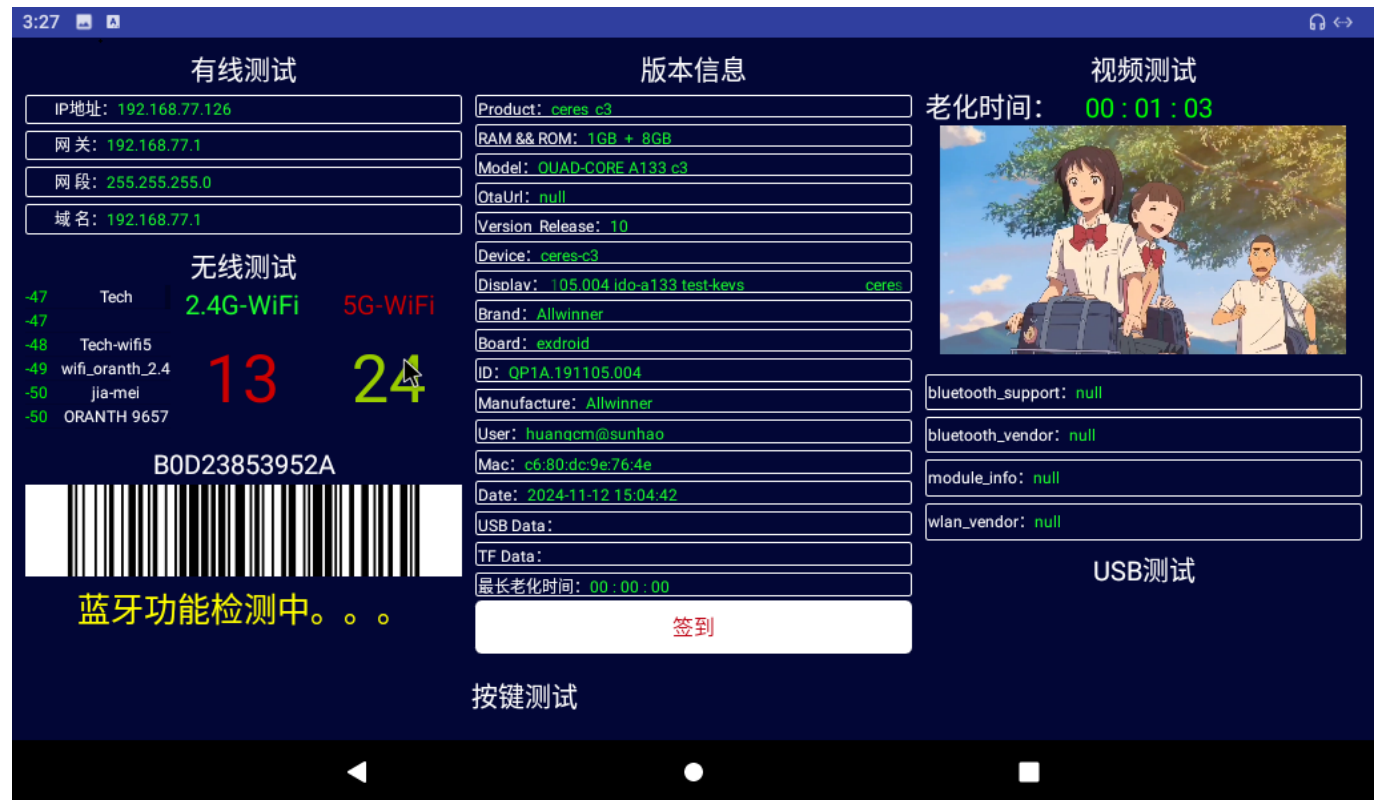 3:27
有线测试
IP地址：192.168.77.126
网 关：192.168.77.1
网 段：255.255.255.0
域 名：192.168.77.1
无线测试
2.4G-WiFi 5G-WiFi
-47 Tech
-47
-48 Tech-wifi5
-49 wifi_oranth_2.4
-50 jia-mei
-50 ORANTH 9657
13 24
B0D23853952A
蓝牙功能检测中。。。
版本信息
Product：ceres_c3
RAM && ROM：1GB + 8GB
Model：QUAD-CORE A133 c3
OtaUrl：null
Version Release：10
Device：ceres-c3
Display：105.004 ido-a133 test-keys ceres
Brand：Allwinner
Board：exdroid
ID：QP1A.191105.004
Manufacture：Allwinner
User：huangcm@sunhao
Mac：c6:80:dc:9e:76:4e
Date：2024-11-12 15:04:42
USB Data：
TF Data：
最长老化时间：00 : 00 : 00
签到
按键测试
视频测试
老化时间： 00 : 01 : 03
bluetooth_support：null
bluetooth_vendor：null
module_info：null
wlan_vendor：null
USB测试